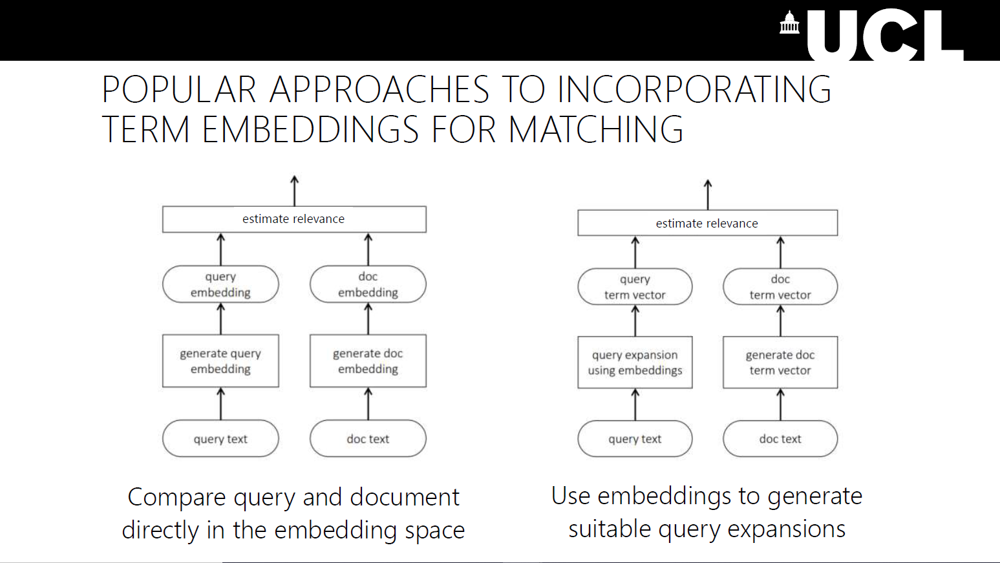 UCL
POPULAR APPROACHES TO INCORPORATING
TERM EMBEDDINGS FOR MATCHING
estimate relevance
query
embedding
doc
embedding
generate query
embedding
generate doc
embedding
query text
doc text
Compare query and document
directly in the embedding space
estimate relevance
query
term vector
doc
term vector
query expansion
using embeddings
generate doc
term vector
query text
doc text
Use embeddings to generate
suitable query expansions